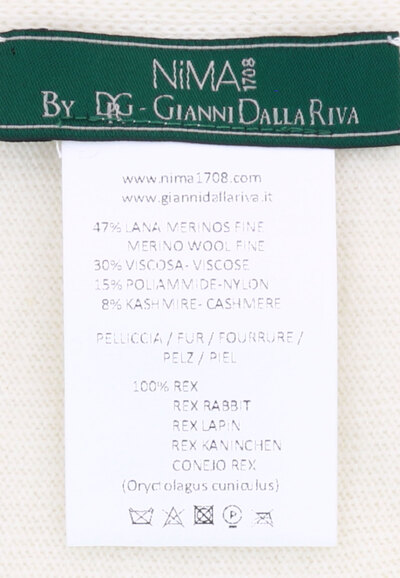 NiMA 1708
BY DRG - GIANNI DALLA RIVA
www.nima1708.com
www.giannidallariva.it
47% LANA MERINOS FINE
MERINO WOOL FINE
30% VISCOSA- VISCOSE
15% POLIAMMIDE-NYLON
8% KASHMIRE- CASHMERE
PELLICCIA / FUR / FOURRURE /
PELZ / PIEL
100% REX
REX RABBIT
REX LAPIN
REX KANINCHEN
CONEJO REX
(Oryctolagus cuniculus)